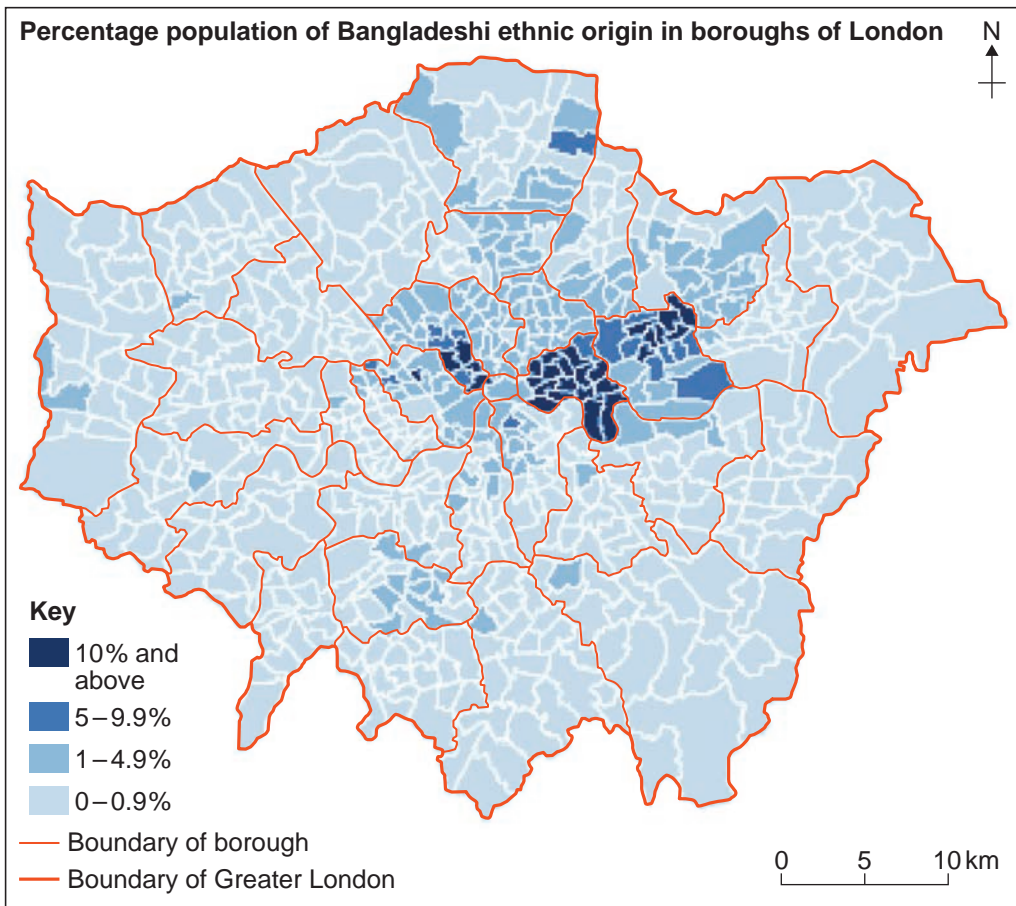 Percentage population of Bangladeshi ethnic origin in boroughs of London
N
Key
10% and
above
5–9.9%
1–4.9%
0–0.9%
Boundary of borough
Boundary of Greater London
0 5 10 km